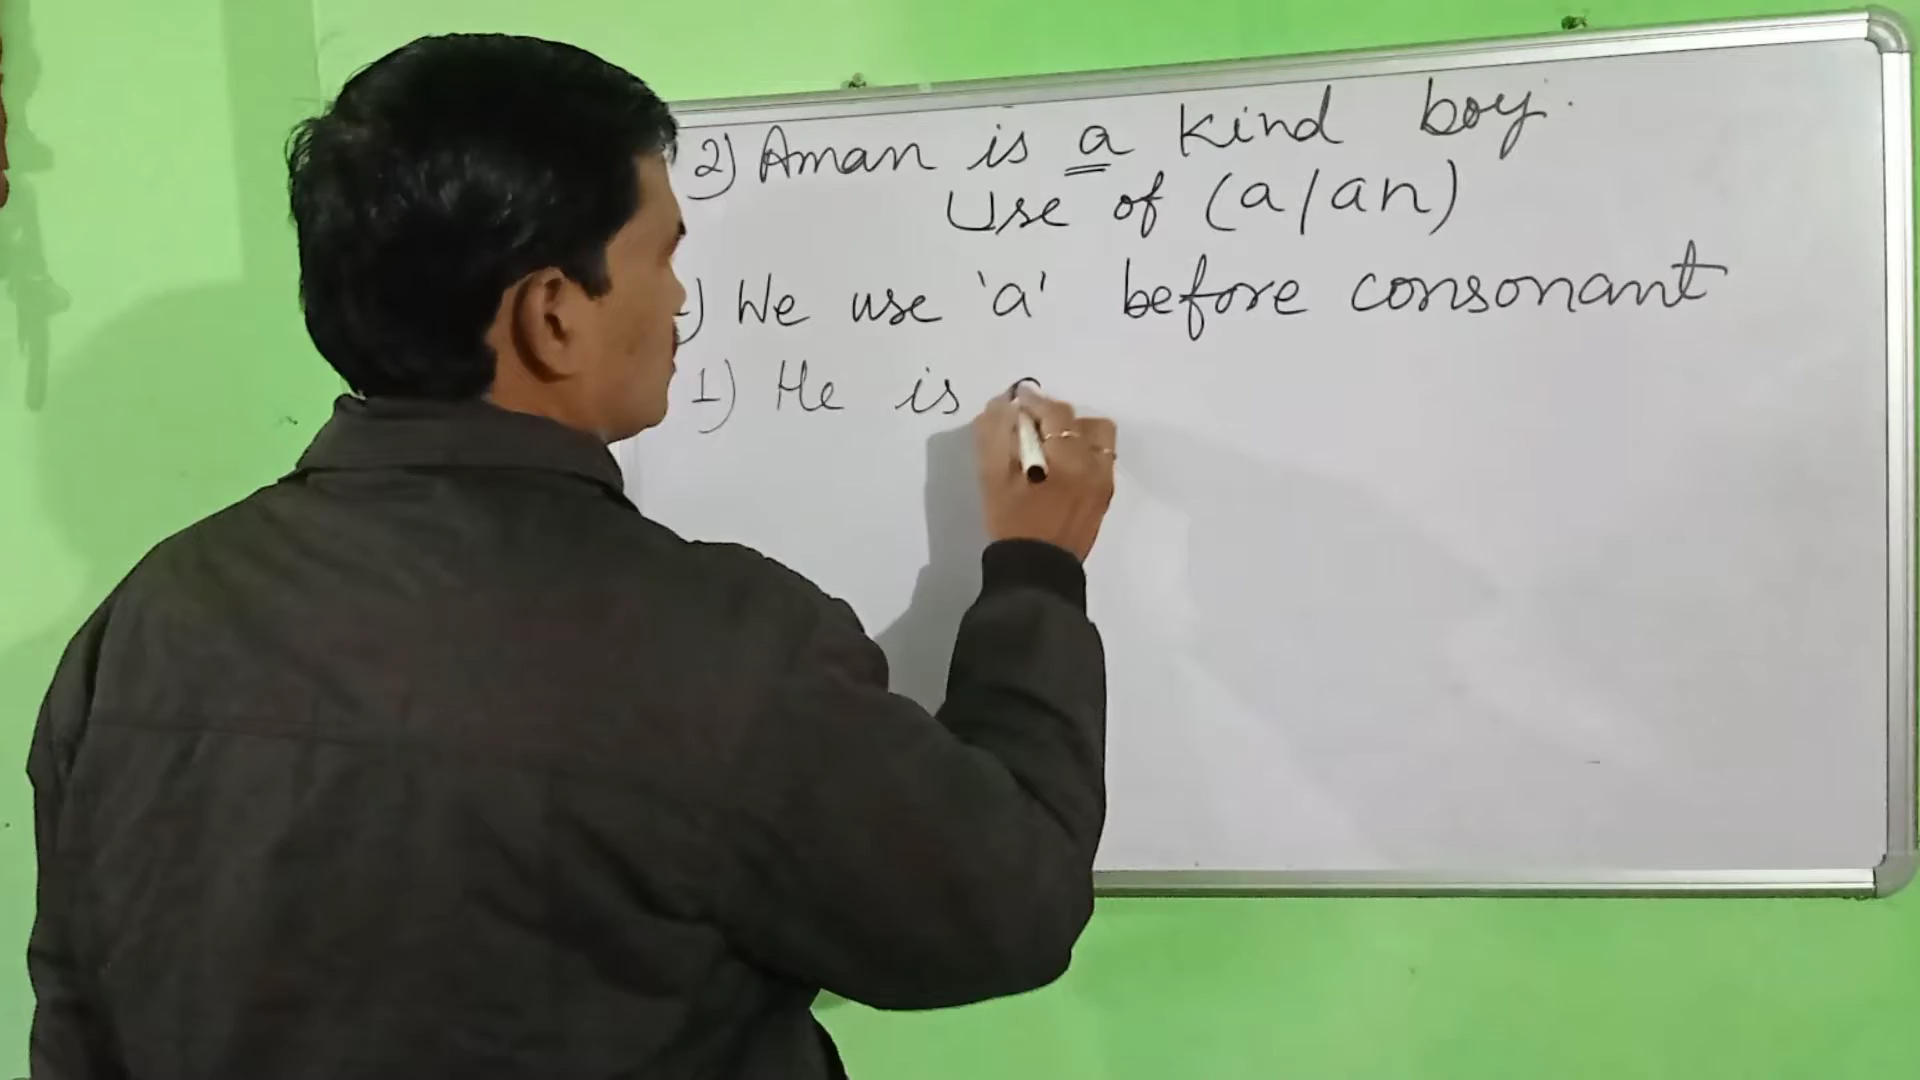 2) Aman is a kind boy.
Use of (a/an)
) We use 'a' before consonant
1) He is